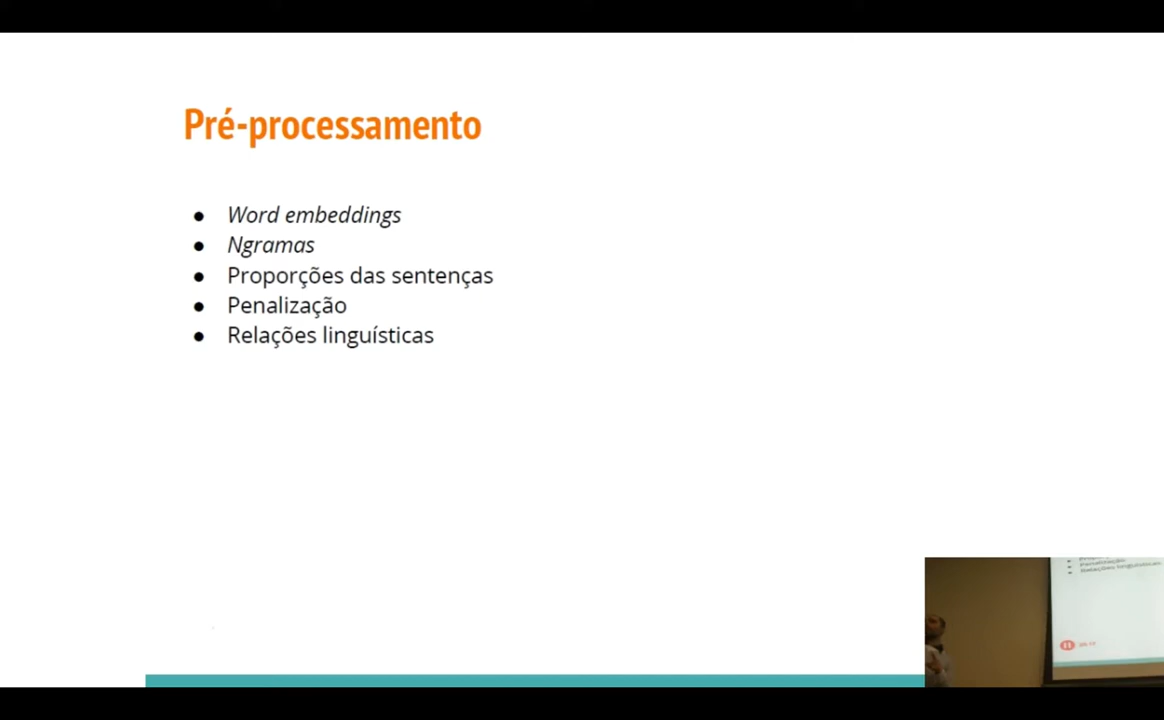 Pré-processamento
● Word embeddings
● Ngramas
● Proporções das sentenças
● Penalização
● Relações linguísticas